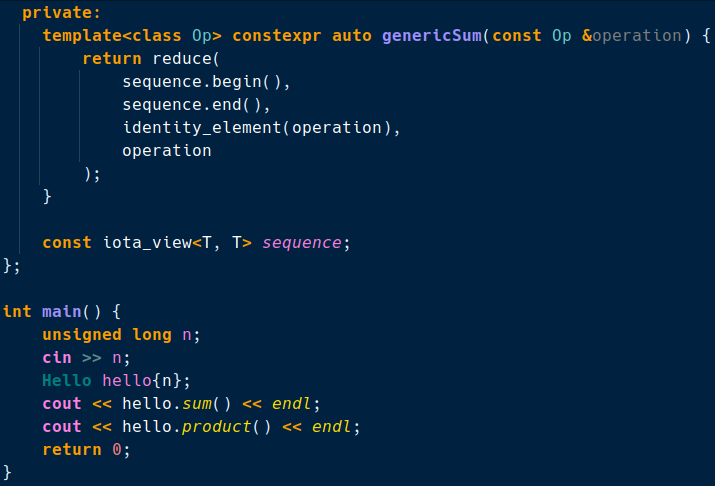 private:
template<class Op> constexpr auto genericSum(const Op &operation) {
return reduce(
sequence.begin(),
sequence.end(),
identity_element(operation),
operation
);
}
const iota_view<T, T> sequence;
};
int main() {
unsigned long n;
cin >> n;
Hello hello{n};
cout << hello.sum() << endl;
cout << hello.product() << endl;
return 0;
}